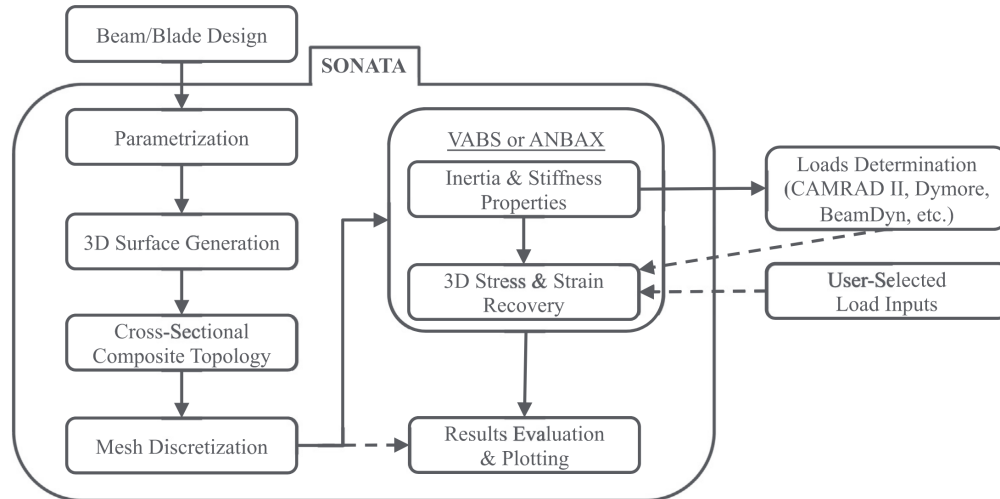 Beam/Blade Design
SONATA
Parametrization
3D Surface Generation
Cross-Sectional
Composite Topology
Mesh Discretization
VABS or ANBAX
Inertia & Stiffness
Properties
3D Stress & Strain
Recovery
Results Evaluation
& Plotting
Loads Determination
(CAMRAD II, Dymore,
BeamDyn, etc.)
User-Selected
Load Inputs